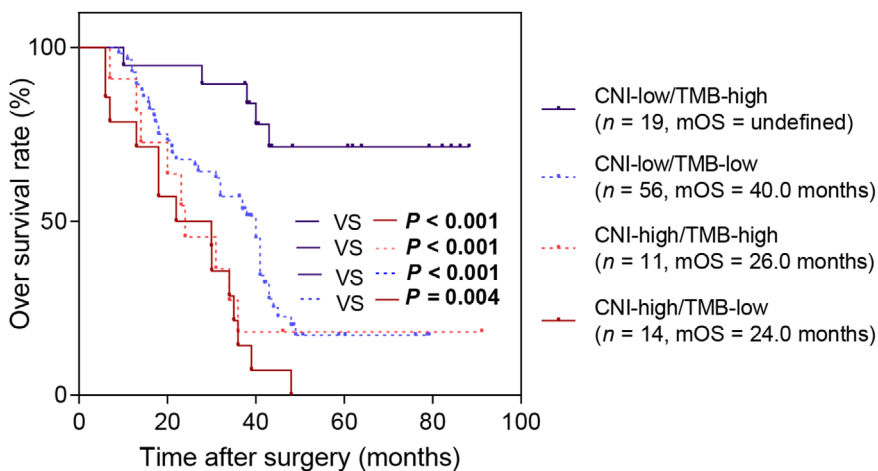 Over survival rate (%)
100
50
0
0 20 40 60 80 100
Time after surgery (months)
VS P < 0.001
VS P < 0.001
VS P < 0.001
VS P = 0.004
CNI-low/TMB-high
(n = 19, mOS = undefined)
CNI-low/TMB-low
(n = 56, mOS = 40.0 months)
CNI-high/TMB-high
(n = 11, mOS = 26.0 months)
CNI-high/TMB-low
(n = 14, mOS = 24.0 months)